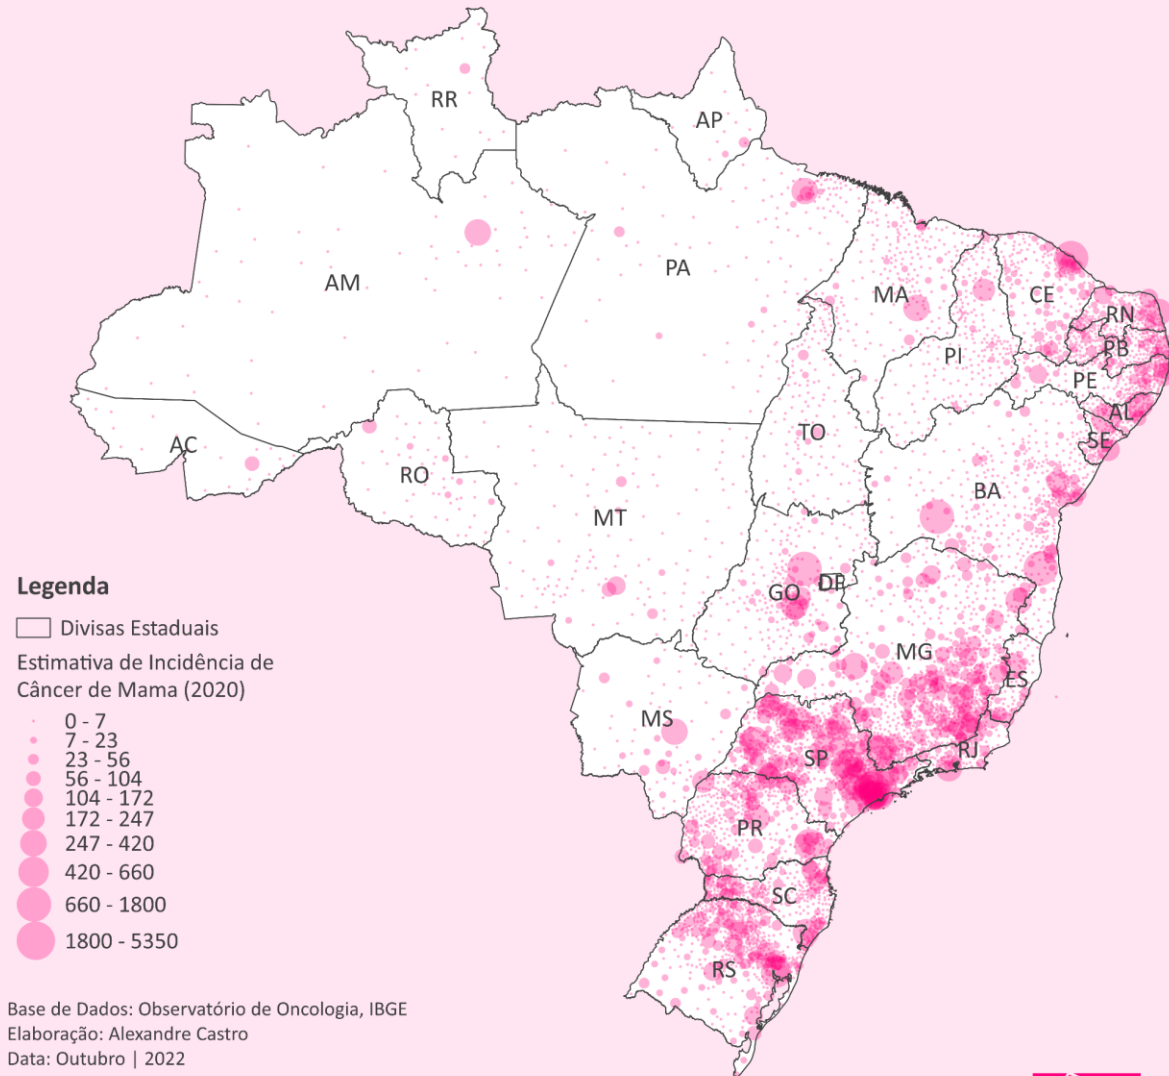 RR
AP
AM
PA
MA
CE
RN
PB
PI
PE
AL
SE
AC
TO
RO
BA
MT
GO
DF
MG
ES
MS
SP
RJ
PR
SC
RS
Legenda
Divisas Estaduais
Estimativa de Incidência de
Câncer de Mama (2020)
0 - 7
7 - 23
23 - 56
56 - 104
104 - 172
172 - 247
247 - 420
420 - 660
660 - 1800
1800 - 5350
Base de Dados: Observatório de Oncologia, IBGE
Elaboração: Alexandre Castro
Data: Outubro | 2022